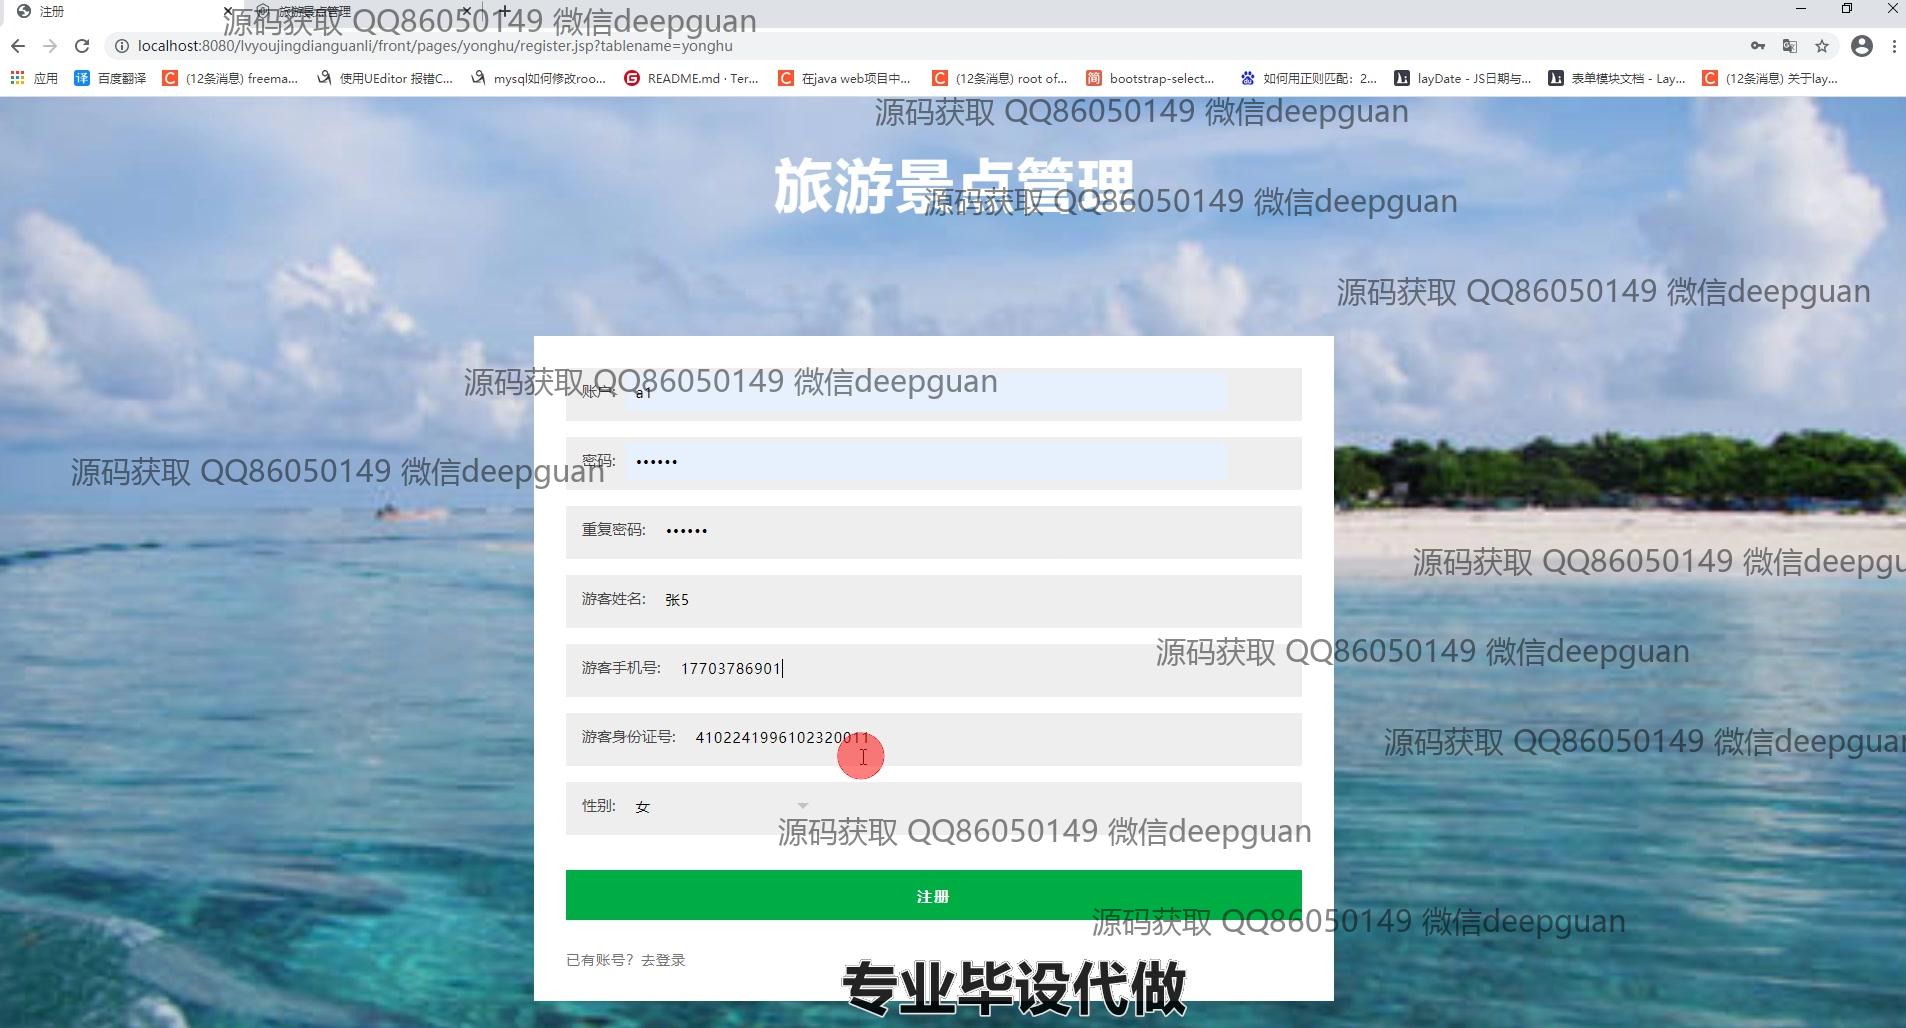 注册
旅游景点管理
源码获取 QQ86050149 微信deepguan
localhost:8080/lvyoujingdianguanli/front/pages/yonghu/register.jsp?tablename=yonghu
应用 百度翻译 (12条消息) freema... 使用UEditor 报错C... mysql如何修改roo... README.md · Ter... 在java web项目中... (12条消息) root of... bootstrap-select... 如何用正则匹配：2... layDate - JS日期与... 表单模块文档 - Lay... (12条消息) 关于lay...
源码获取 QQ86050149 微信deepguan
旅游景点管理
源码获取 QQ86050149 微信deepguan
源码获取 QQ86050149 微信deepguan
源码获取 QQ86050149 微信deepguan
账户: a1
密码: ••••••
源码获取 QQ86050149 微信deepguan
重复密码: ••••••
源码获取 QQ86050149 微信deepgu
游客姓名: 张5
源码获取 QQ86050149 微信deepguan
游客手机号: 17703786901
游客身份证号: 4102241996102320011
源码获取 QQ86050149 微信deepguan
性别: 女
源码获取 QQ86050149 微信deepguan
注册
源码获取 QQ86050149 微信deepguan
已有账号？去登录
专业毕设代做